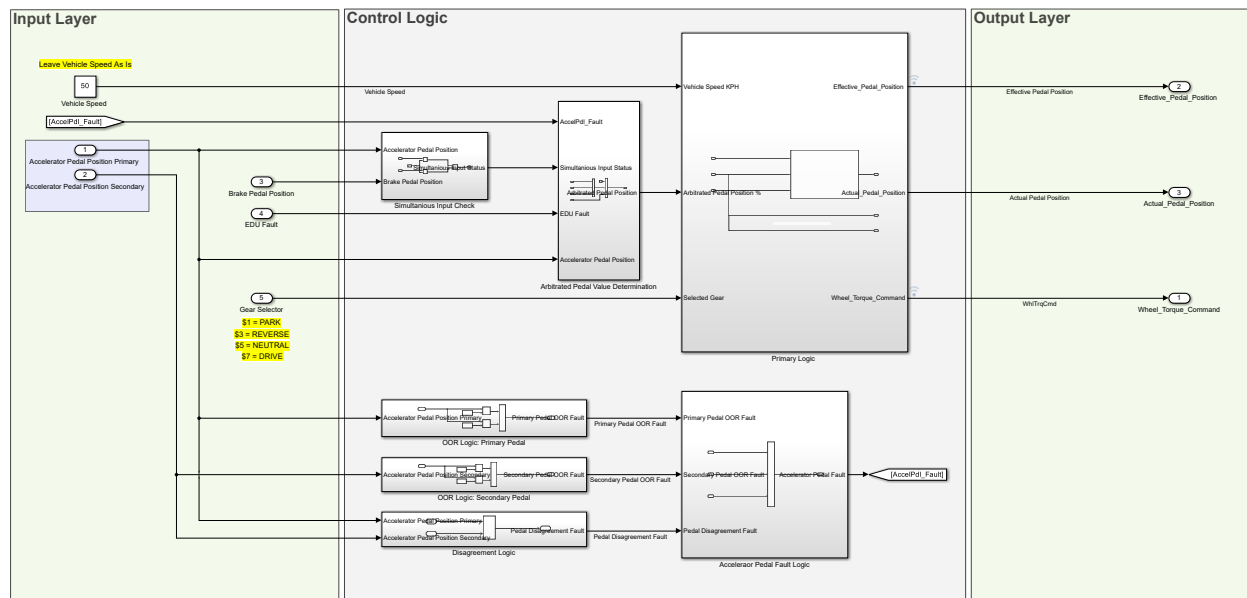 Input Layer
Control Logic
Output Layer
Leave Vehicle Speed As Is
50
Vehicle Speed
Vehicle Speed
[AccelPdl_Fault]
1
Accelerator Pedal Position Primary
2
Accelerator Pedal Position Secondary
3
Brake Pedal Position
4
EDU Fault
5
Gear Selector
$1 = PARK
$3 = REVERSE
$5 = NEUTRAL
$7 = DRIVE
Accelerator Pedal Position
Brake Pedal Position
Simultanious Input Status
Simultanious Input Check
AccelPdl_Fault
Simultanious Input Status
Arbitrated Pedal Position
EDU Fault
Accelerator Pedal Position
Arbitrated Pedal Value Determination
Vehicle Speed KPH
Effective_Pedal_Position
Arbitrated Pedal Position %
Actual_Pedal_Position
Selected Gear
Wheel_Torque_Command
Primary Logic
Effective Pedal Position
2
Effective_Pedal_Position
Actual Pedal Position
3
Actual_Pedal_Position
WhlTrqCmd
1
Wheel_Torque_Command
Accelerator Pedal Position Primary
Primary Pedal OOR Fault
OOR Logic: Primary Pedal
Primary Pedal OOR Fault
Accelerator Pedal Position Secondary
Secondary Pedal OOR Fault
OOR Logic: Secondary Pedal
Secondary Pedal OOR Fault
Accelerator Pedal Position Primary
Accelerator Pedal Position Secondary
Pedal Disagreement Fault
Disagreement Logic
Pedal Disagreement Fault
Primary Pedal OOR Fault
Secondary Pedal OOR Fault
Accelerator Pedal Fault
Pedal Disagreement Fault
Acceleraor Pedal Fault Logic
[AccelPdl_Fault]